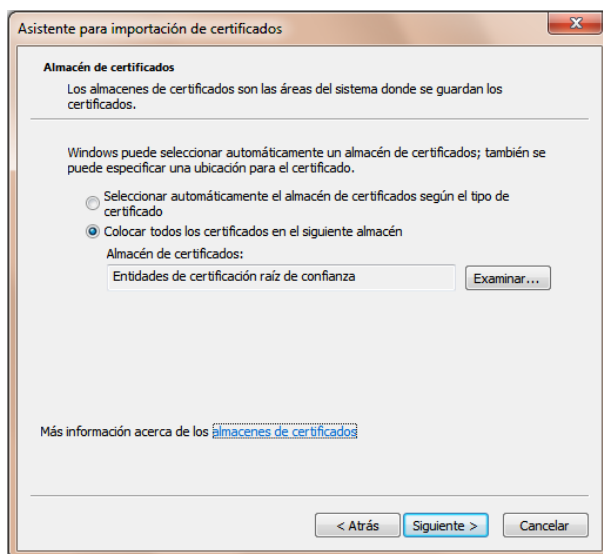 Asistente para importación de certificados
Almacén de certificados
Los almacenes de certificados son las áreas del sistema donde se guardan los
certificados.
Windows puede seleccionar automáticamente un almacén de certificados; también se
puede especificar una ubicación para el certificado.
Seleccionar automáticamente el almacén de certificados según el tipo de
certificado
Colocar todos los certificados en el siguiente almacén
Almacén de certificados:
Entidades de certificación raíz de confianza
Examinar...
Más información acerca de los almacenes de certificados
< Atrás
Siguiente >
Cancelar